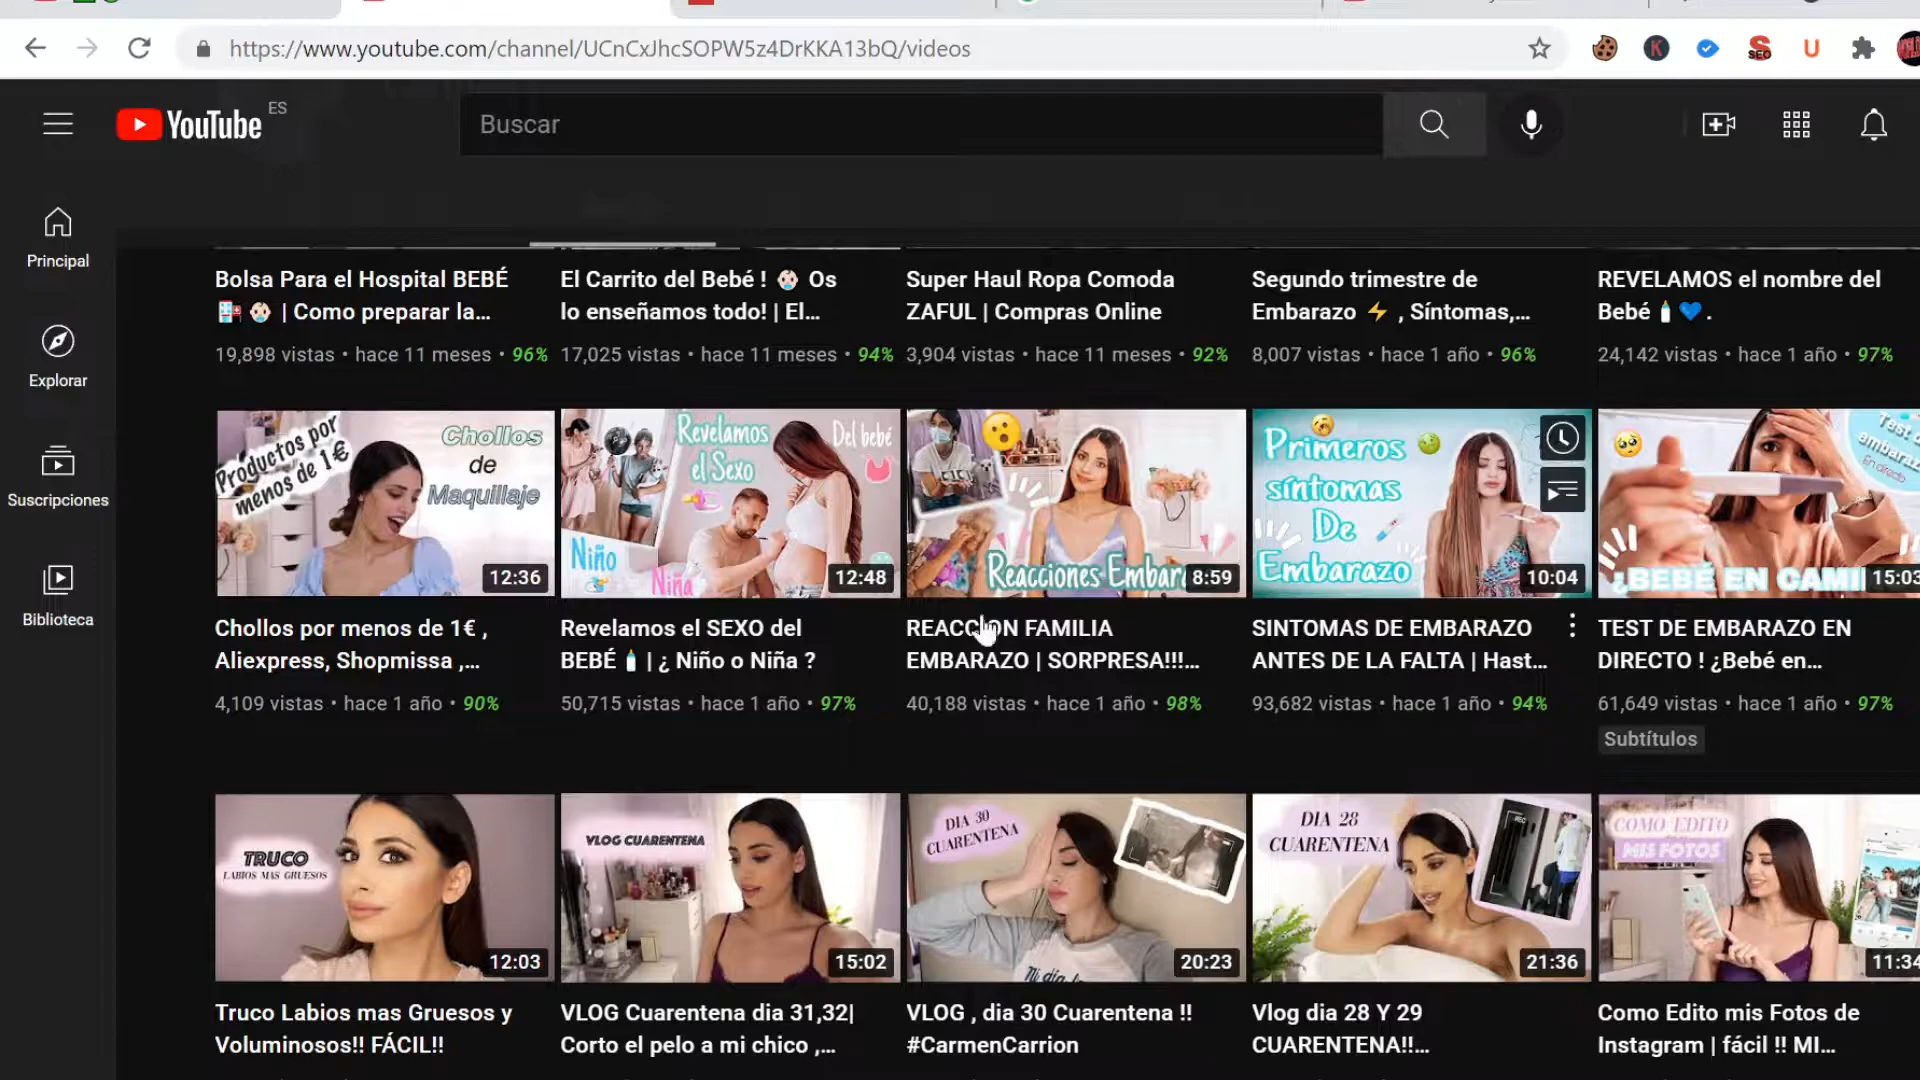 https://www.youtube.com/channel/UCnCxJhcSOPW5z4DrKKA13bQ/videos
SEO
YouTube ES
Buscar
Principal
Explorar
Suscripciones
Biblioteca
Bolsa Para el Hospital BEBÉ
🏥 👶 | Como preparar la...
19,898 vistas • hace 11 meses • 96%
El Carrito del Bebé ! 👶 Os
lo enseñamos todo! | El...
17,025 vistas • hace 11 meses • 94%
Super Haul Ropa Comoda
ZAFUL | Compras Online
3,904 vistas • hace 11 meses • 92%
Segundo trimestre de
Embarazo ⚡ , Síntomas,...
8,007 vistas • hace 1 año • 96%
REVELAMOS el nombre del
Bebé 🍼💙 .
24,142 vistas • hace 1 año • 97%
Productos por
menos de 1€
Chollos
de
Maquillaje
12:36
Chollos por menos de 1€ ,
Aliexpress, Shopmissa ,...
4,109 vistas • hace 1 año • 90%
Revelamos
el Sexo
Del bebé
Niño
Niña
12:48
Revelamos el SEXO del
BEBÉ 🍼 | ¿ Niño o Niña ?
50,715 vistas • hace 1 año • 97%
Reacciones Embar
8:59
REACCION FAMILIA
EMBARAZO | SORPRESA!!!...
40,188 vistas • hace 1 año • 98%
Primeros
síntomas
De
Embarazo
10:04
SINTOMAS DE EMBARAZO
ANTES DE LA FALTA | Hast...
93,682 vistas • hace 1 año • 94%
Test d
embaraz
En directo
¿BEBÉ EN CAMI
15:03
TEST DE EMBARAZO EN
DIRECTO ! ¿Bebé en...
61,649 vistas • hace 1 año • 97%
Subtítulos
TRUCO
LABIOS MAS GRUESOS
12:03
Truco Labios mas Gruesos y
Voluminosos!! FÁCIL!!
VLOG CUARENTENA
15:02
VLOG Cuarentena dia 31,32|
Corto el pelo a mi chico ,...
DIA 30
CUARENTENA
20:23
VLOG , dia 30 Cuarentena !!
#CarmenCarrion
DIA 28
CUARENTENA
21:36
Vlog dia 28 Y 29
CUARENTENA!!...
COMO EDITO
MIS FOTOS
11:34
Como Edito mis Fotos de
Instagram | fácil !! MI...